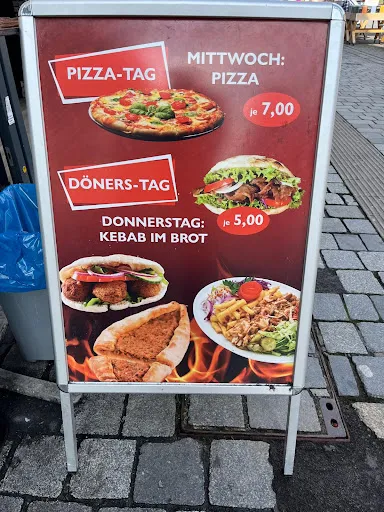 PIZZA-TAG
MITTWOCH:
PIZZA
je 7,00
DÖNERS-TAG
DONNERSTAG:
KEBAB IM BROT
je 5,00